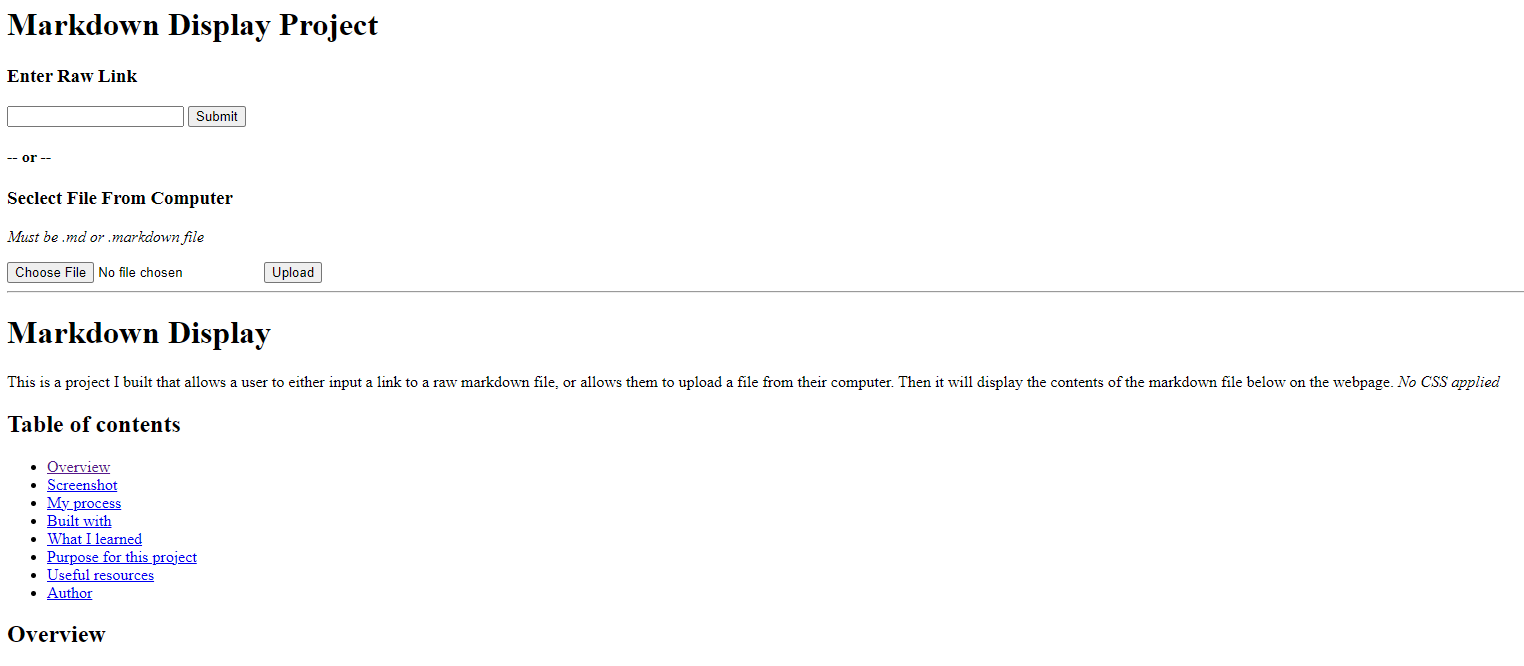 Markdown Display Project
Enter Raw Link
Submit
-- or --
Seclect File From Computer
Must be .md or .markdown file
Choose File No file chosen Upload
Markdown Display
This is a project I built that allows a user to either input a link to a raw markdown file, or allows them to upload a file from their computer. Then it will display the contents of the markdown file below on the webpage. No CSS applied
Table of contents
• Overview
• Screenshot
• My process
• Built with
• What I learned
• Purpose for this project
• Useful resources
• Author
Overview